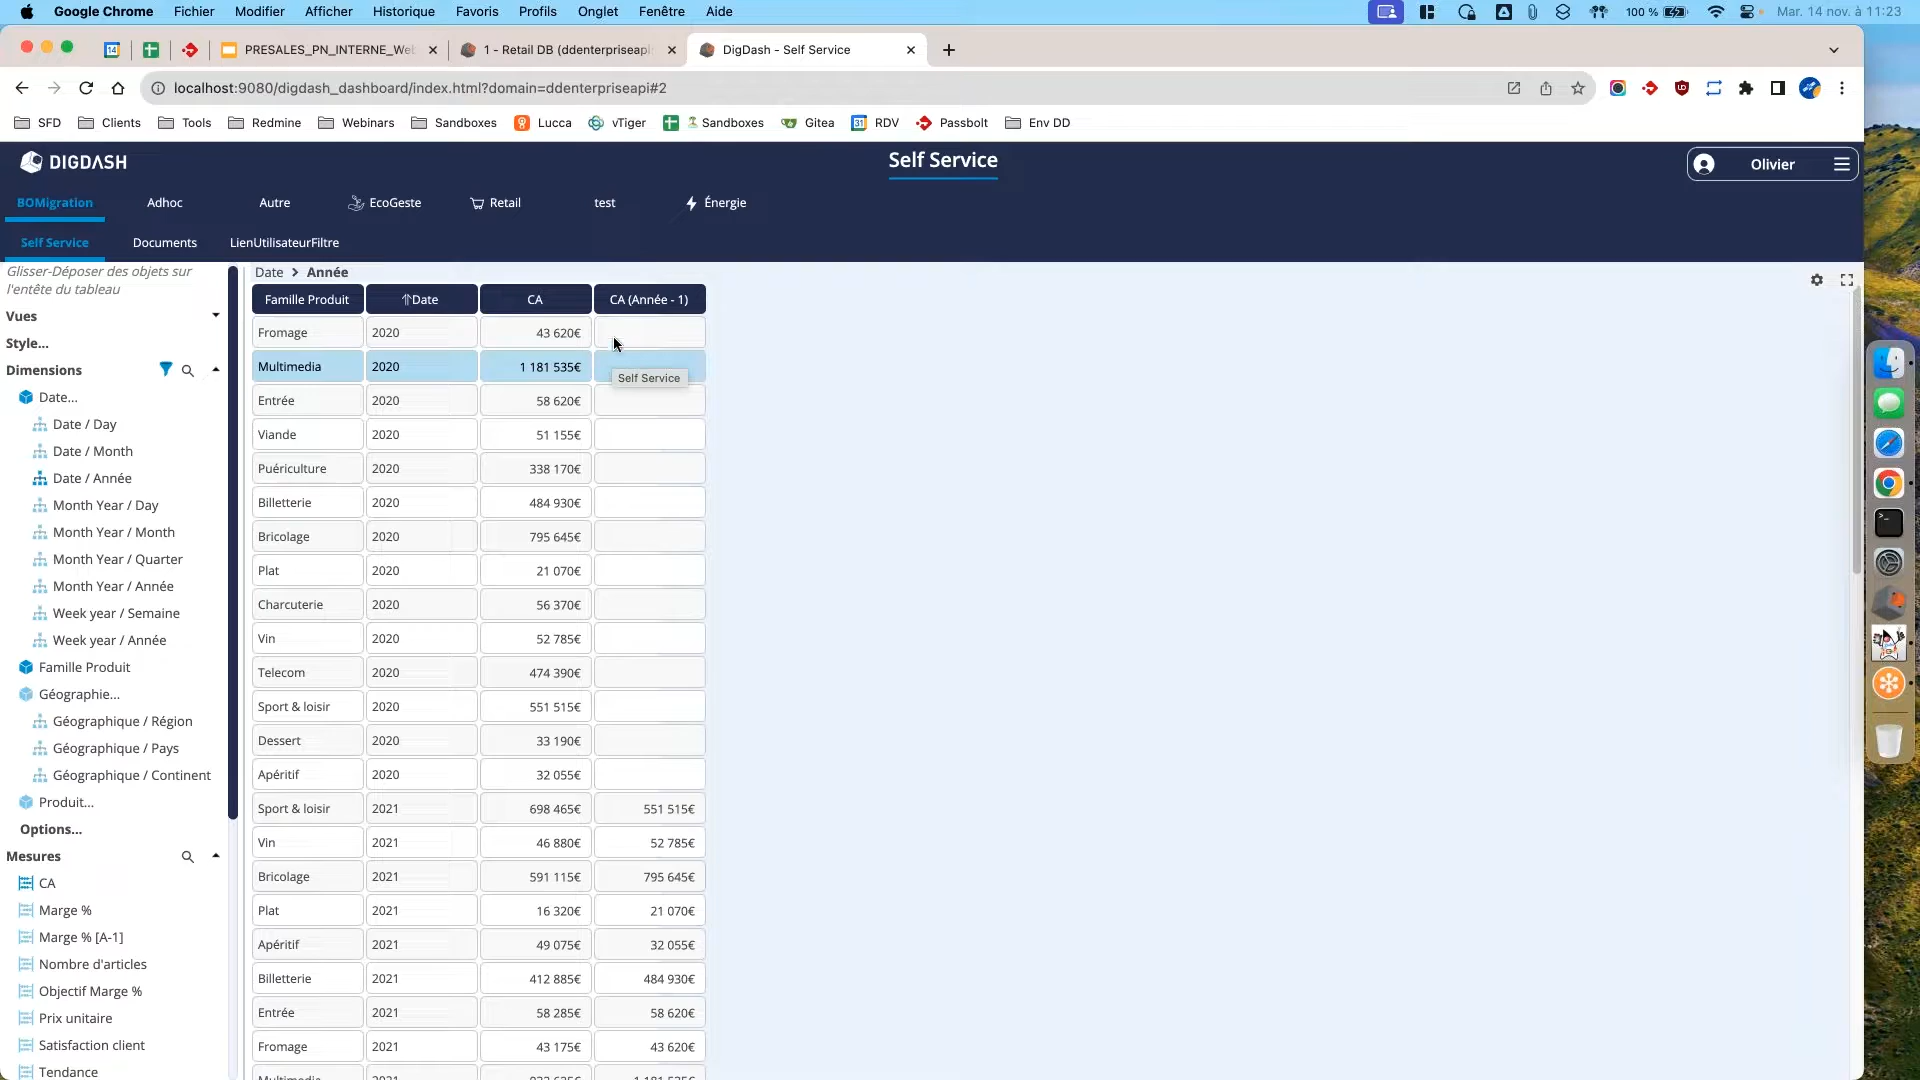 Google Chrome Fichier Modifier Afficher Historique Favoris Profils Onglet Fenêtre Aide 100 % Mar. 14 nov. à 11:23
14 PRESALES_PN_INTERNE_We 1 - Retail DB (ddenterpriseapi DigDash - Self Service
localhost:9080/digdash_dashboard/index.html?domain=ddenterpriseapi#2
SFD Clients Tools Redmine Webinars Sandboxes Lucca vTiger Sandboxes Gitea 31 RDV Passbolt Env DD
DIGDASH Self Service Olivier
BOMigration Adhoc Autre EcoGeste Retail test Énergie
Self Service Documents LienUtilisateurFiltre
Glisser-Déposer des objets sur
l'entête du tableau
Vues
Style...
Dimensions
Date...
Date / Day
Date / Month
Date / Année
Month Year / Day
Month Year / Month
Month Year / Quarter
Month Year / Année
Week year / Semaine
Week year / Année
Famille Produit
Géographie...
Géographique / Région
Géographique / Pays
Géographique / Continent
Produit...
Options...
Mesures
CA
Marge %
Marge % [A-1]
Nombre d'articles
Objectif Marge %
Prix unitaire
Satisfaction client
Tendance
Date > Année
Famille Produit Date CA CA (Année - 1)
Fromage 2020 43 620€
Multimedia 2020 1 181 535€
Self Service
Entrée 2020 58 620€
Viande 2020 51 155€
Puériculture 2020 338 170€
Billetterie 2020 484 930€
Bricolage 2020 795 645€
Plat 2020 21 070€
Charcuterie 2020 56 370€
Vin 2020 52 785€
Telecom 2020 474 390€
Sport & loisir 2020 551 515€
Dessert 2020 33 190€
Apéritif 2020 32 055€
Sport & loisir 2021 698 465€ 551 515€
Vin 2021 46 880€ 52 785€
Bricolage 2021 591 115€ 795 645€
Plat 2021 16 320€ 21 070€
Apéritif 2021 49 075€ 32 055€
Billetterie 2021 412 885€ 484 930€
Entrée 2021 58 285€ 58 620€
Fromage 2021 43 175€ 43 620€
Multimedia 2021 1 181 535€